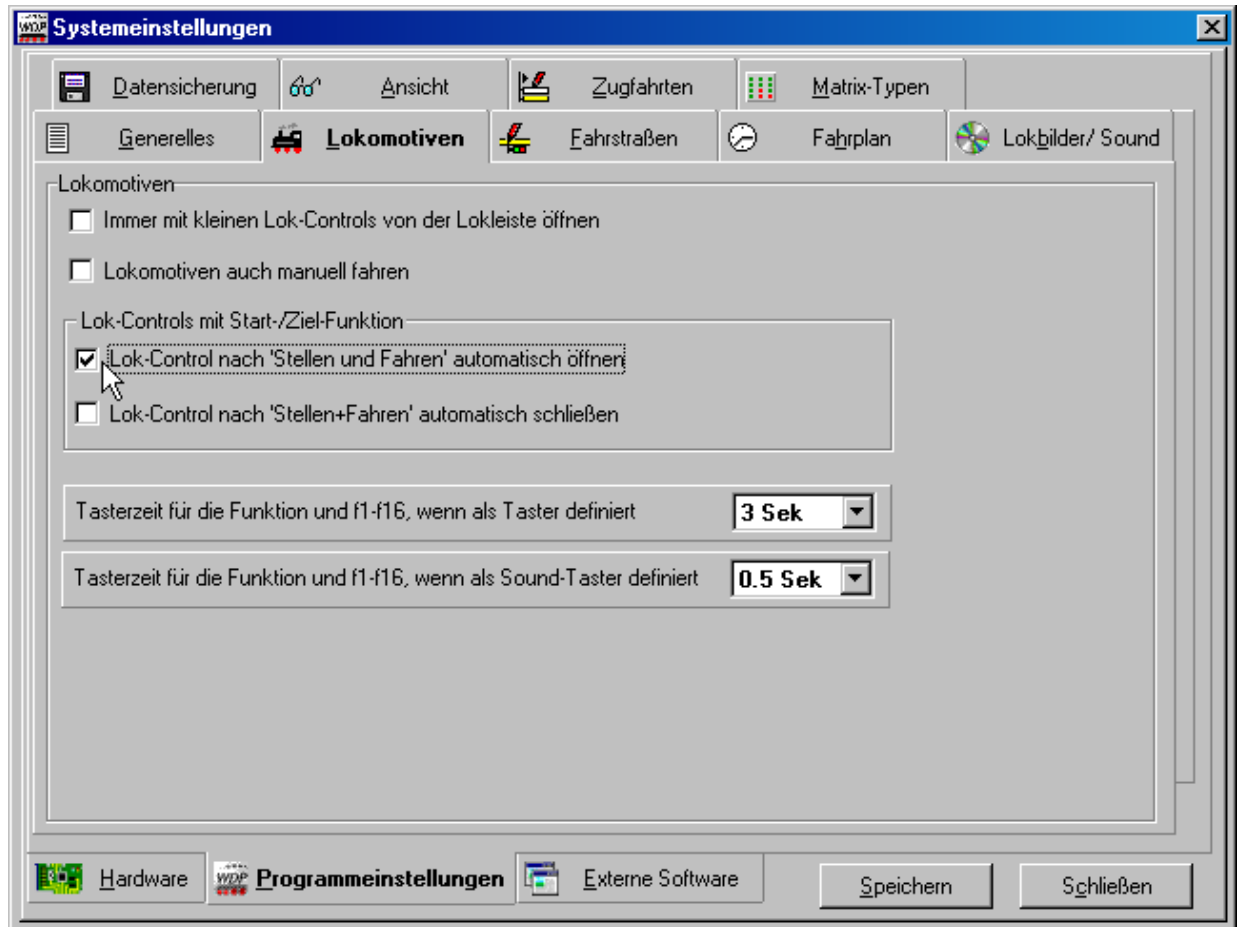 WDP Systemeinstellungen
Datensicherung Ansicht Zugfahrten Matrix-Typen
Generelles Lokomotiven Fahrstraßen Fahrplan Lokbilder/ Sound
Lokomotiven
Immer mit kleinen Lok-Controls von der Lokleiste öffnen
Lokomotiven auch manuell fahren
Lok-Controls mit Start-/Ziel-Funktion
Lok-Control nach 'Stellen und Fahren' automatisch öffnen
Lok-Control nach 'Stellen+Fahren' automatisch schließen
Tasterzeit für die Funktion und f1-f16, wenn als Taster definiert 3 Sek
Tasterzeit für die Funktion und f1-f16, wenn als Sound-Taster definiert 0.5 Sek
Hardware WDP Programmeinstellungen Externe Software Speichern Schließen